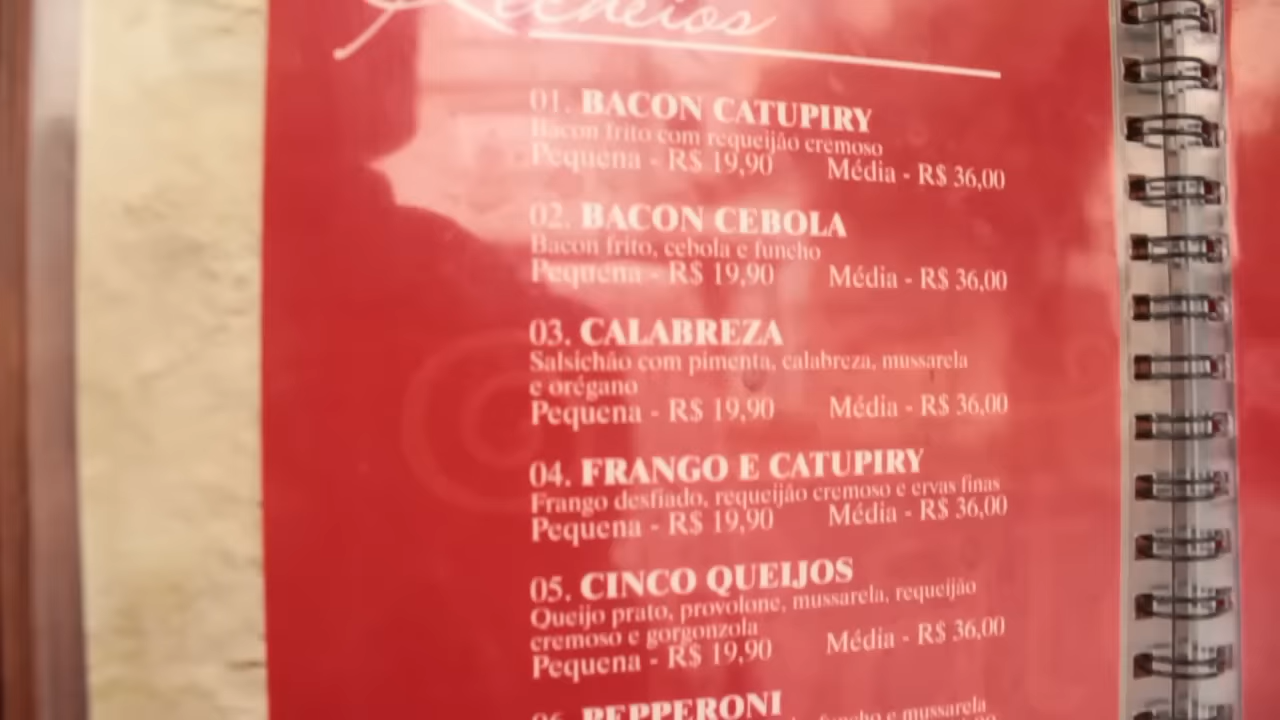 Recheios
01. BACON CATUPIRY
Bacon frito com requeijão cremoso
Pequena - R$ 19,90 Média - R$ 36,00
02. BACON CEBOLA
Bacon frito, cebola e funcho
Pequena - R$ 19,90 Média - R$ 36,00
03. CALABREZA
Salsichão com pimenta, calabreza, mussarela
e orégano
Pequena - R$ 19,90 Média - R$ 36,00
04. FRANGO E CATUPIRY
Frango desfiado, requeijão cremoso e ervas finas
Pequena - R$ 19,90 Média - R$ 36,00
05. CINCO QUEIJOS
Queijo prato, provolone, mussarela, requeijão
cremoso e gorgonzola
Pequena - R$ 19,90 Média - R$ 36,00
06. PEPPERONI
funcho e mussarela